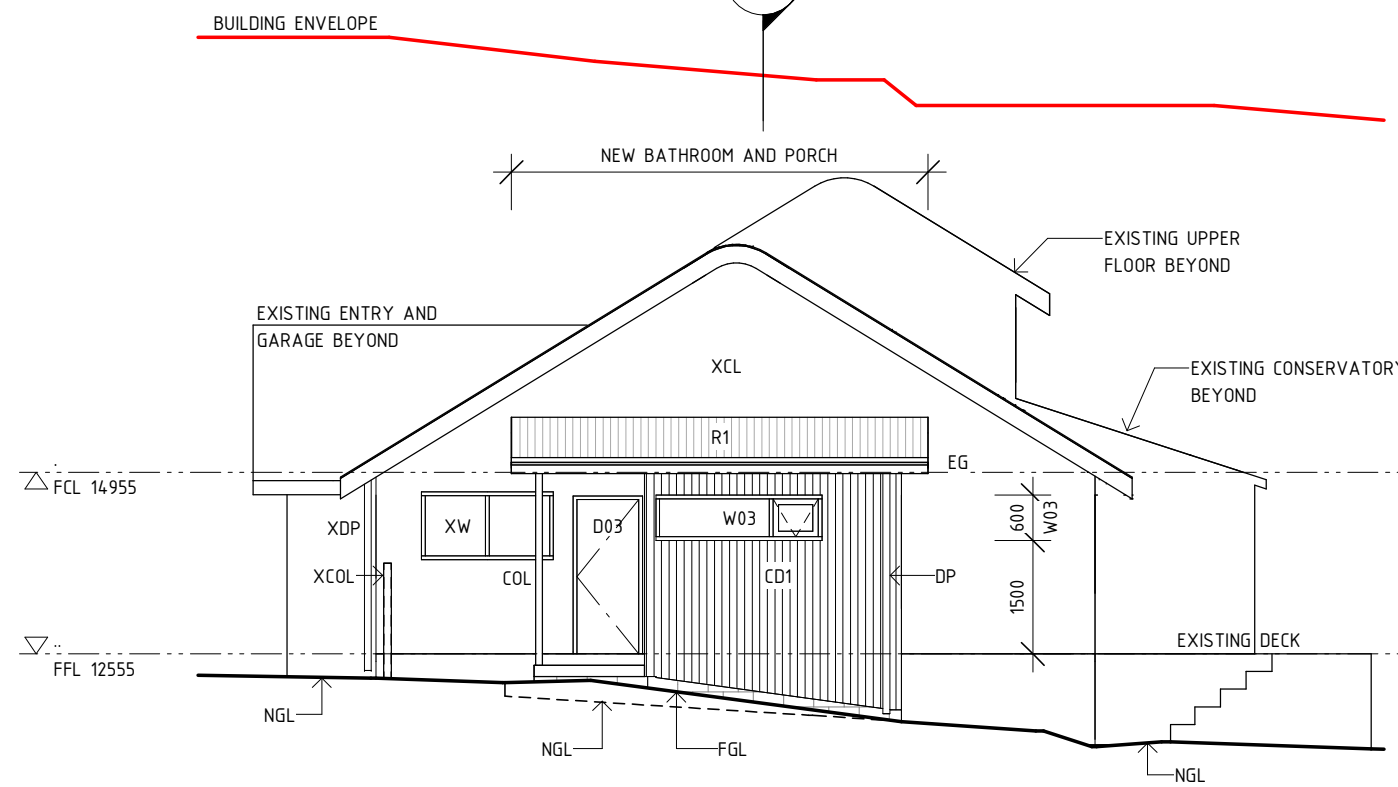 BUILDING ENVELOPE
NEW BATHROOM AND PORCH
EXISTING UPPER
FLOOR BEYOND
EXISTING ENTRY AND
GARAGE BEYOND
XCL
EXISTING CONSERVATORY
BEYOND
R1
EG
FCL 14955
XDP
XW
D03
W03
600
W03
XCOL
COL
CD1
DP
1500
EXISTING DECK
FFL 12555
NGL
NGL
FGL
NGL